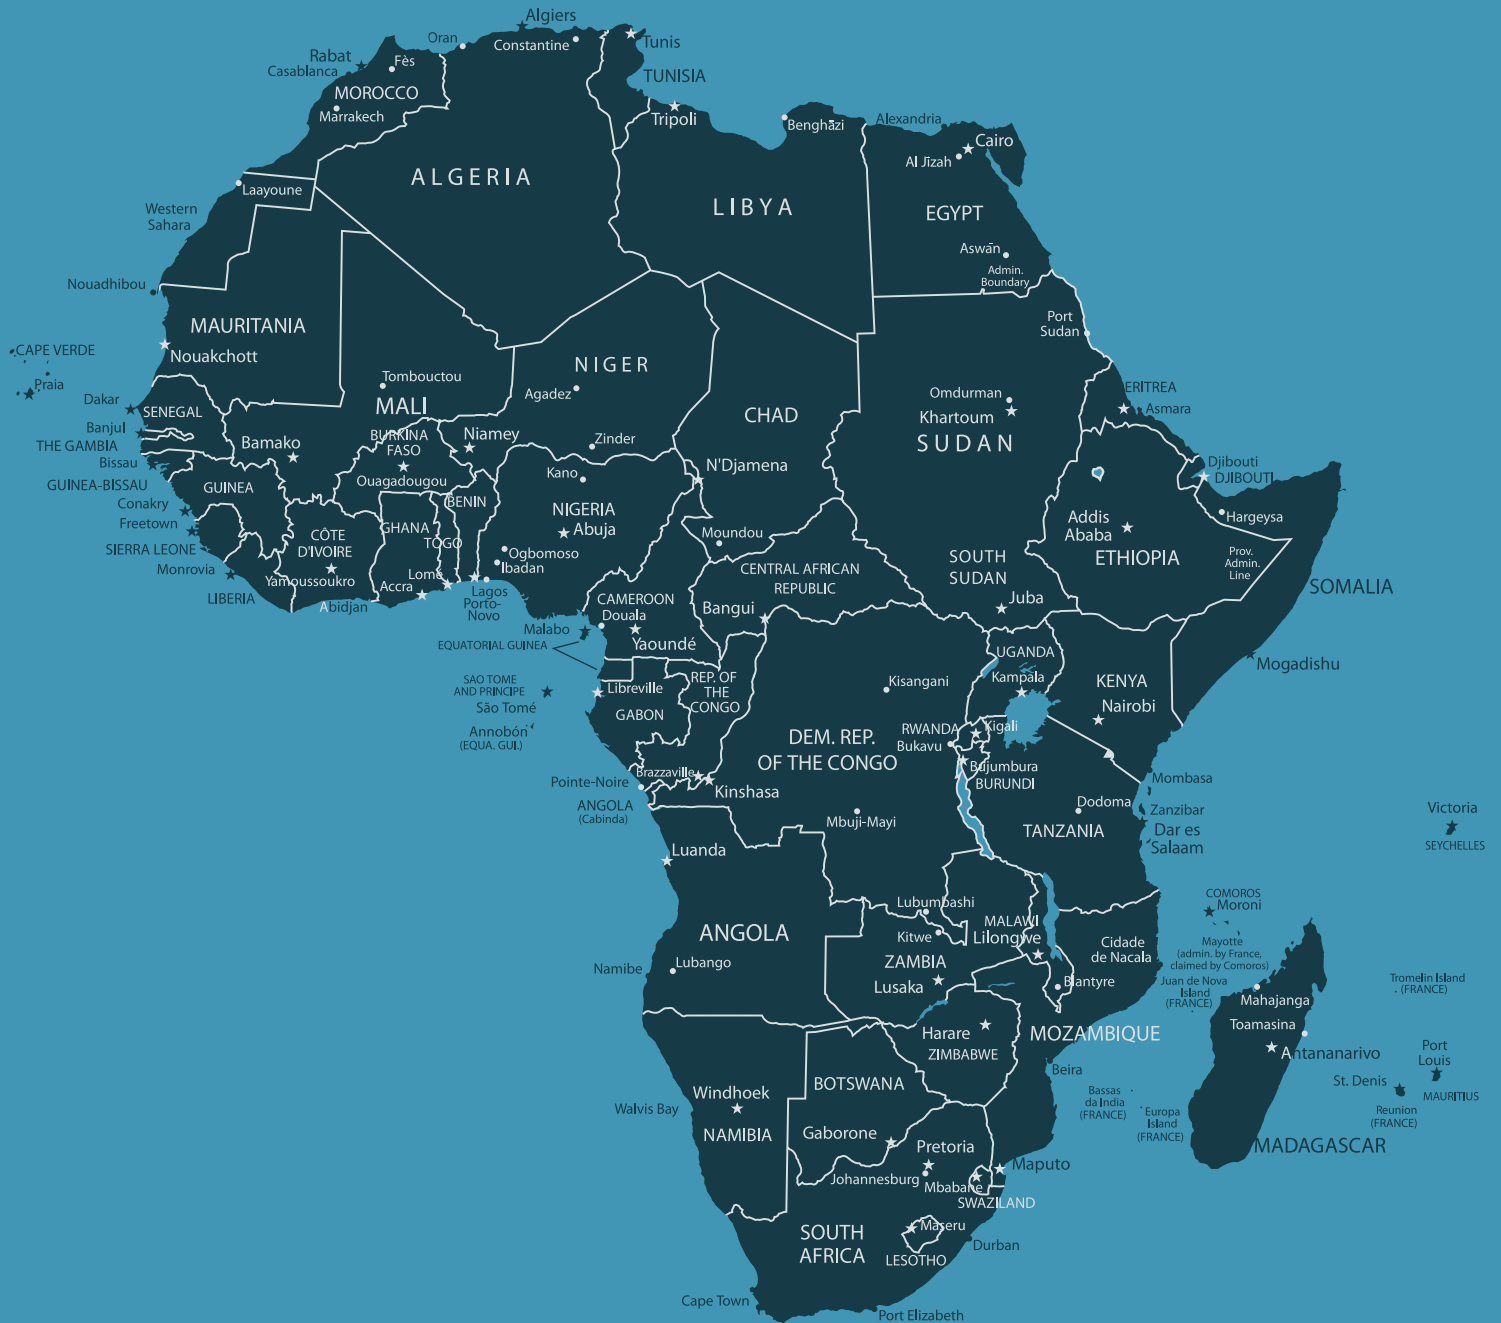 Algiers
Oran
Constantine
Tunis
TUNISIA
Rabat
Casablanca
Fès
MOROCCO
Marrakech
Tripoli
Benghāzi
Alexandria
Cairo
Al Jīzah
ALGERIA
LIBYA
EGYPT
Laayoune
Western
Sahara
Aswān
Admin.
Boundary
Nouadhibou
MAURITANIA
Nouakchott
Port
Sudan
CAPE VERDE
Praia
Tombouctou
MALI
NIGER
Agadez
CHAD
Omdurman
Khartoum
SUDAN
ERITREA
Asmara
Dakar
SENEGAL
Banjul
THE GAMBIA
Bissau
GUINEA-BISSAU
Bamako
BURKINA
FASO
Ouagadougou
Niamey
Zinder
N'Djamena
Kano
NIGERIA
Abuja
BENIN
GUINEA
Conakry
Freetown
SIERRA LEONE
Monrovia
LIBERIA
CÔTE
D'IVOIRE
Yamoussoukro
Abidjan
GHANA
TOGO
Accra
Lomé
Ogbomoso
Ibadan
Lagos
Porto-
Novo
Moundou
CENTRAL AFRICAN
REPUBLIC
Bangui
SOUTH
SUDAN
Juba
Djibouti
DJIBOUTI
Hargeysa
Addis
Ababa
ETHIOPIA
Prov.
Admin.
Line
SOMALIA
Mogadishu
CAMEROON
Douala
Yaoundé
Malabo
EQUATORIAL GUINEA
SAO TOME
AND PRINCIPE
São Tomé
Annobón
(EQUA. GUI.)
Libreville
GABON
REP. OF
THE
CONGO
Kisangani
UGANDA
Kampala
KENYA
Nairobi
DEM. REP.
OF THE CONGO
RWANDA
Kigali
Bukavu
Bujumbura
BURUNDI
Brazzaville
Kinshasa
Pointe-Noire
ANGOLA
(Cabinda)
Mbuji-Mayi
Dodoma
TANZANIA
Mombasa
Zanzibar
Dar es
Salaam
Victoria
SEYCHELLES
Luanda
ANGOLA
Lubango
Namibe
Lubumbashi
Kitwe
ZAMBIA
Lusaka
MALAWI
Lilongwe
Cidade
de Nacala
Blantyre
COMOROS
Moroni
Mayotte
(admin. by France,
claimed by Comoros)
Juan de Nova
Island
(FRANCE)
Tromelin Island
(FRANCE)
Mahajanga
Toamasina
Antananarivo
MADAGASCAR
Harare
ZIMBABWE
MOZAMBIQUE
Beira
Bassas
da India
(FRANCE)
Europa
Island
(FRANCE)
Port
Louis
MAURITIUS
St. Denis
Reunion
(FRANCE)
BOTSWANA
Windhoek
NAMIBIA
Walvis Bay
Gaborone
Pretoria
Johannesburg
Mbabane
SWAZILAND
Maputo
SOUTH
AFRICA
Maseru
LESOTHO
Durban
Cape Town
Port Elizabeth